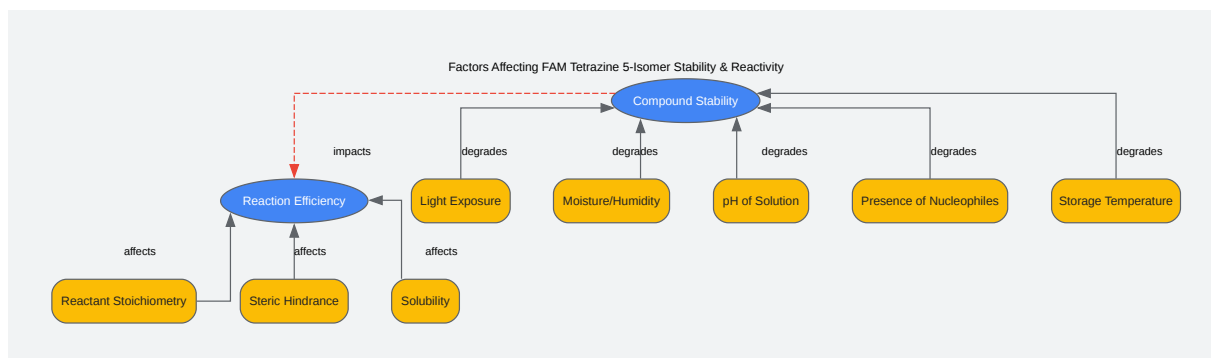 Factors Affecting FAM Tetrazine 5-Isomer Stability & Reactivity
Compound Stability
impacts
degrades
degrades
degrades
degrades
degrades
Reaction Efficiency
Light Exposure
Moisture/Humidity
pH of Solution
Presence of Nucleophiles
Storage Temperature
affects
affects
affects
Reactant Stoichiometry
Steric Hindrance
Solubility